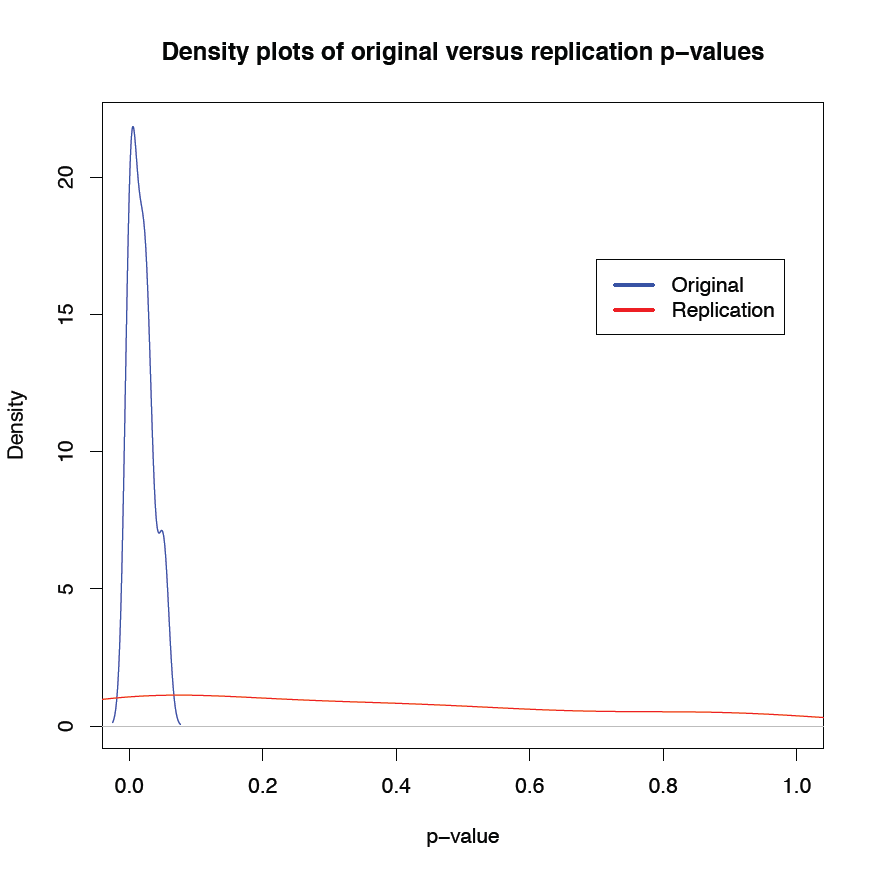 Density plots of original versus replication p−values
Density
20
15
10
5
0
Original
Replication
0.0 0.2 0.4 0.6 0.8 1.0
p−value